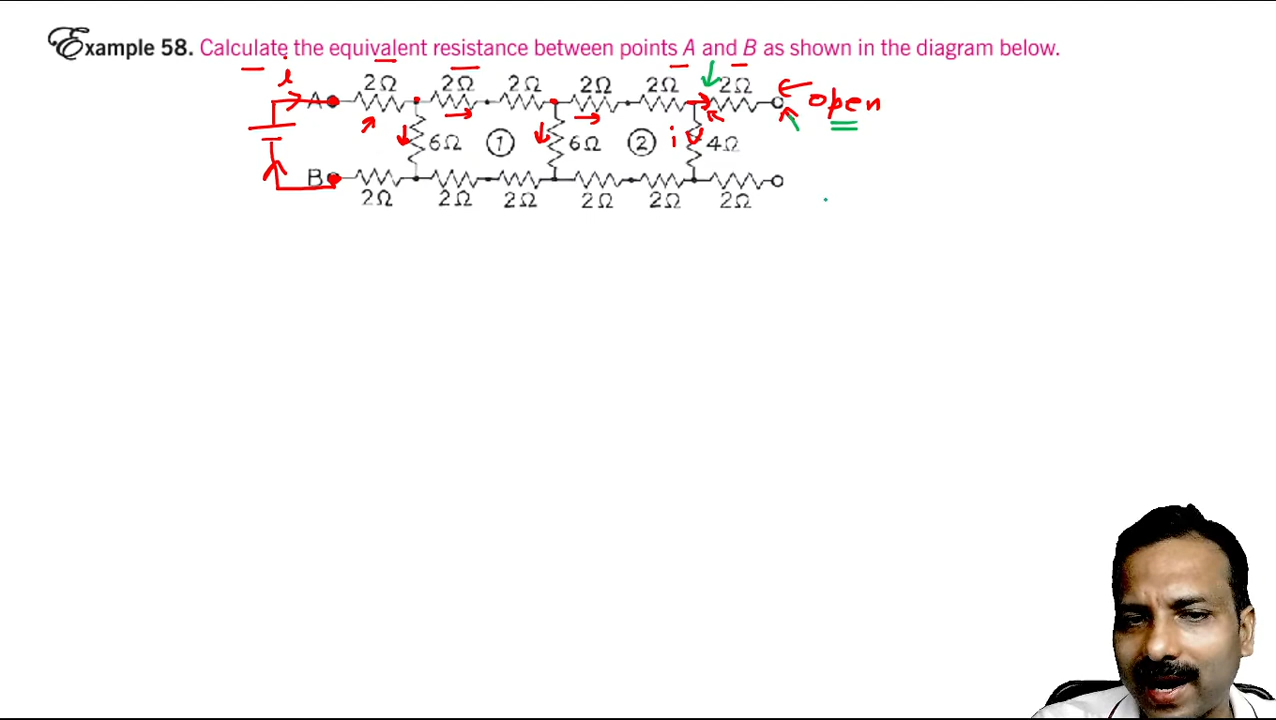 Example 58. Calculate the equivalent resistance between points A and B as shown in the diagram below.
i
2Ω 2Ω 2Ω 2Ω 2Ω 2Ω
A
open
6Ω ① 6Ω ② i 4Ω
B
2Ω 2Ω 2Ω 2Ω 2Ω 2Ω